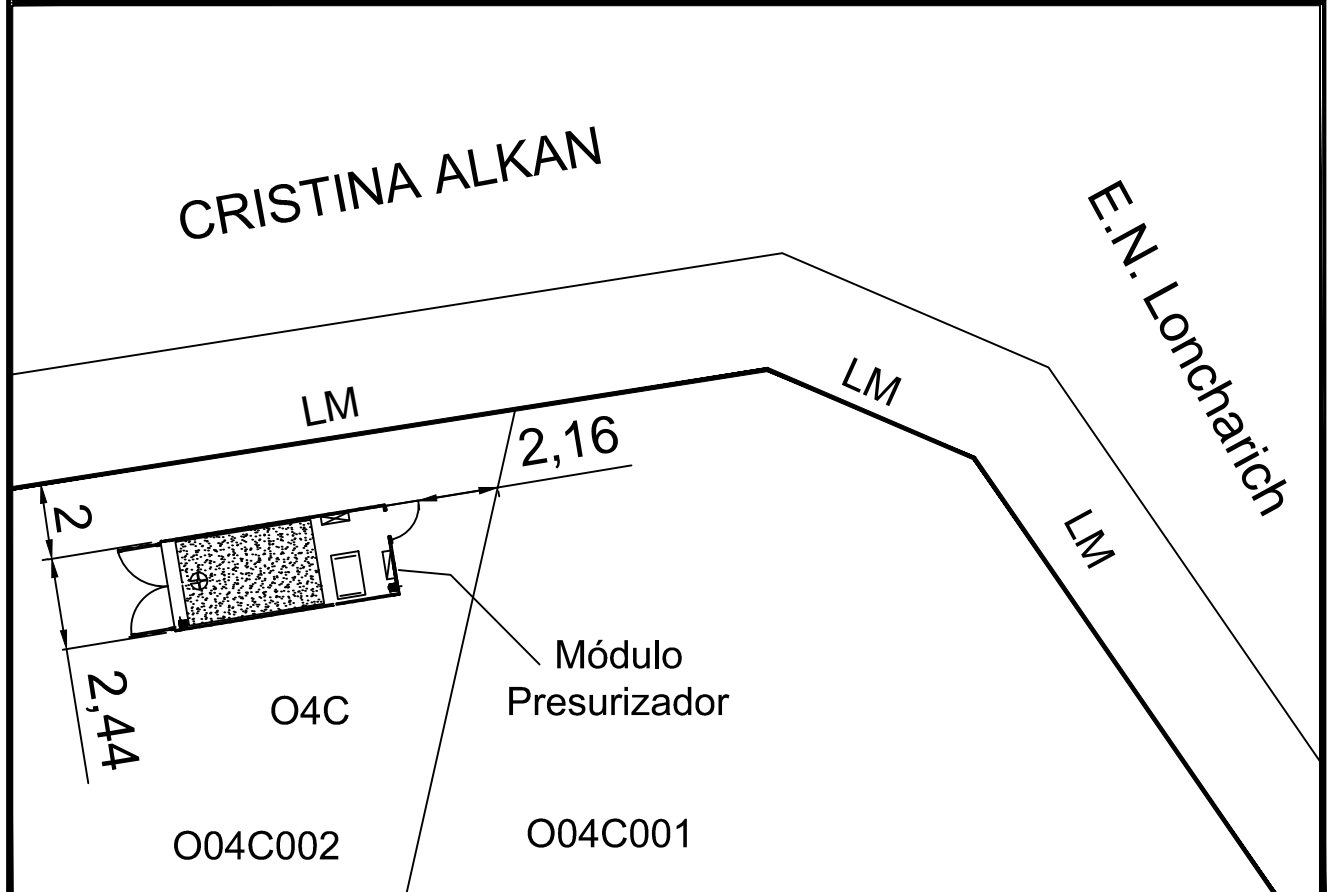 CRISTINA ALKAN
E.N. Loncharich
LM
LM
LM
2,16
2
2,44
Módulo
Presurizador
O4C
O04C002
O04C001